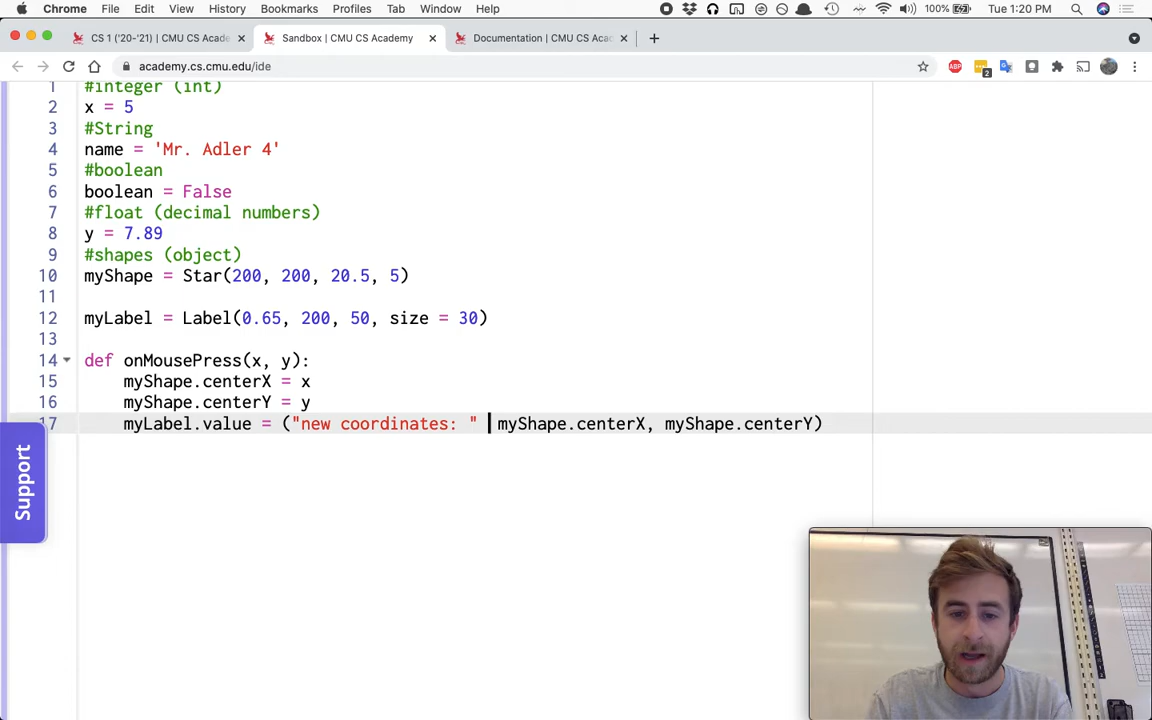 Chrome File Edit View History Bookmarks Profiles Tab Window Help 100% Tue 1:20 PM
CS 1 ('20-'21) | CMU CS Acade
Sandbox | CMU CS Academy
Documentation | CMU CS Acad
academy.cs.cmu.edu/ide
ABP
2
1 #integer (int)
2 x = 5
3 #String
4 name = 'Mr. Adler 4'
5 #boolean
6 boolean = False
7 #float (decimal numbers)
8 y = 7.89
9 #shapes (object)
10 myShape = Star(200, 200, 20.5, 5)
11
12 myLabel = Label(0.65, 200, 50, size = 30)
13
14 def onMousePress(x, y):
15 myShape.centerX = x
16 myShape.centerY = y
17 myLabel.value = ("new coordinates: " myShape.centerX, myShape.centerY)
Support